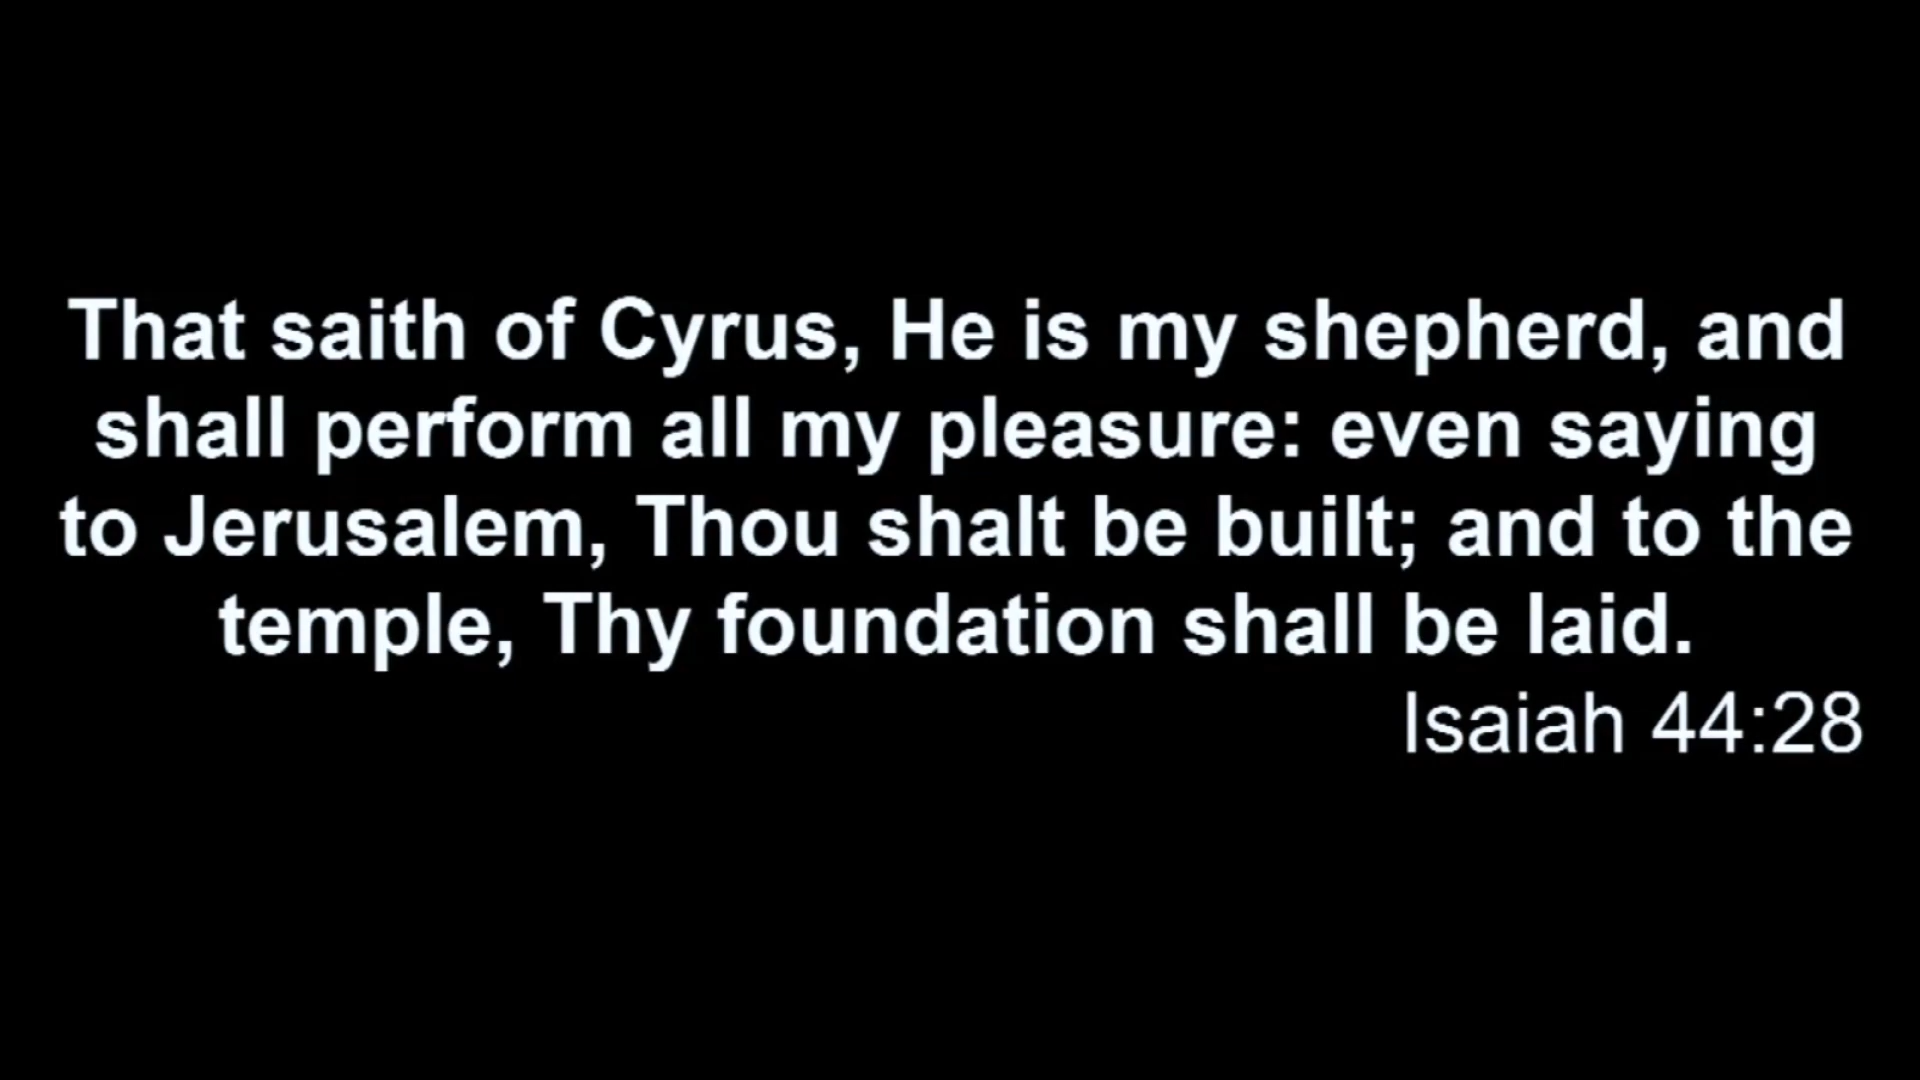 That saith of Cyrus, He is my shepherd, and
shall perform all my pleasure: even saying
to Jerusalem, Thou shalt be built; and to the
temple, Thy foundation shall be laid.
Isaiah 44:28